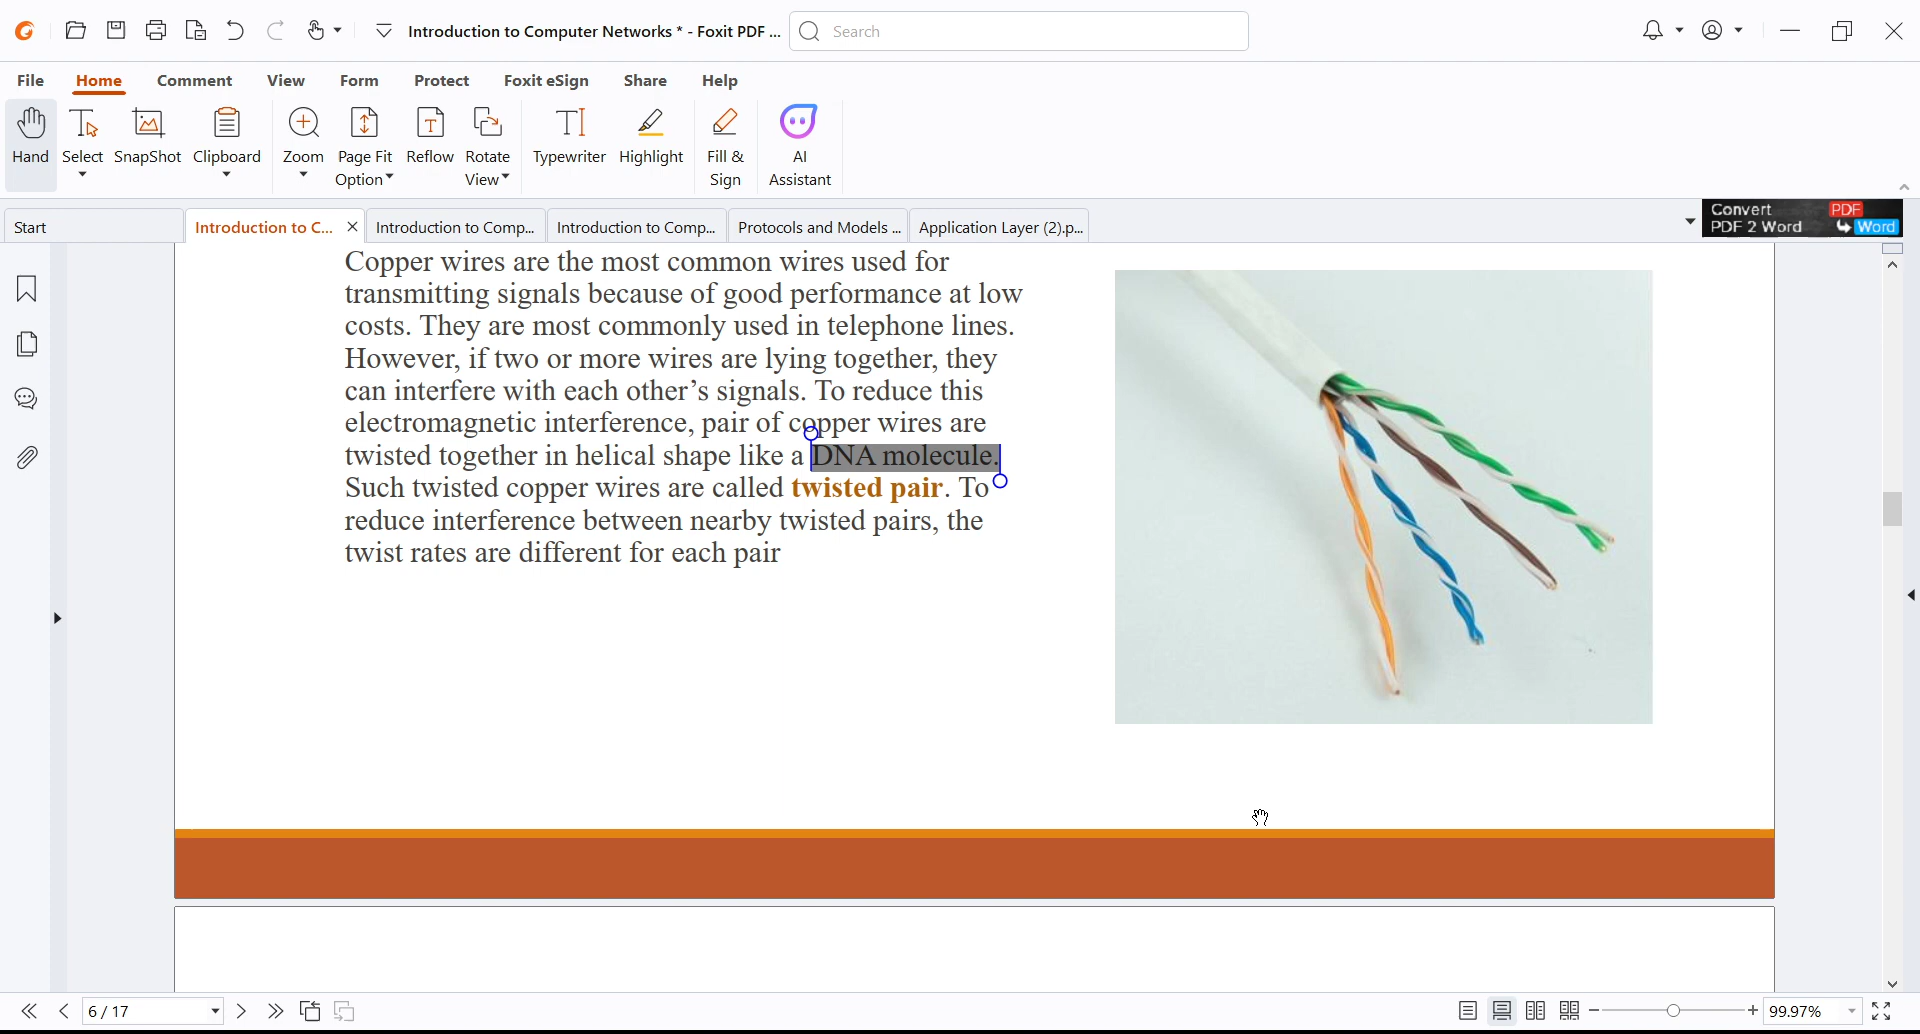 Introduction to Computer Networks * - Foxit PDF ...
Search
File Home Comment View Form Protect Foxit eSign Share Help
Hand
Select
SnapShot
Clipboard
Zoom
Page Fit
Option
Reflow
Rotate
View
Typewriter
Highlight
Fill &
Sign
AI
Assistant
Start
Introduction to C...
Introduction to Comp...
Introduction to Comp...
Protocols and Models ...
Application Layer (2).p...
Convert PDF
PDF 2 Word Word
Copper wires are the most common wires used for
transmitting signals because of good performance at low
costs. They are most commonly used in telephone lines.
However, if two or more wires are lying together, they
can interfere with each other’s signals. To reduce this
electromagnetic interference, pair of copper wires are
twisted together in helical shape like a DNA molecule.
Such twisted copper wires are called twisted pair. To
reduce interference between nearby twisted pairs, the
twist rates are different for each pair
6 / 17
99.97%